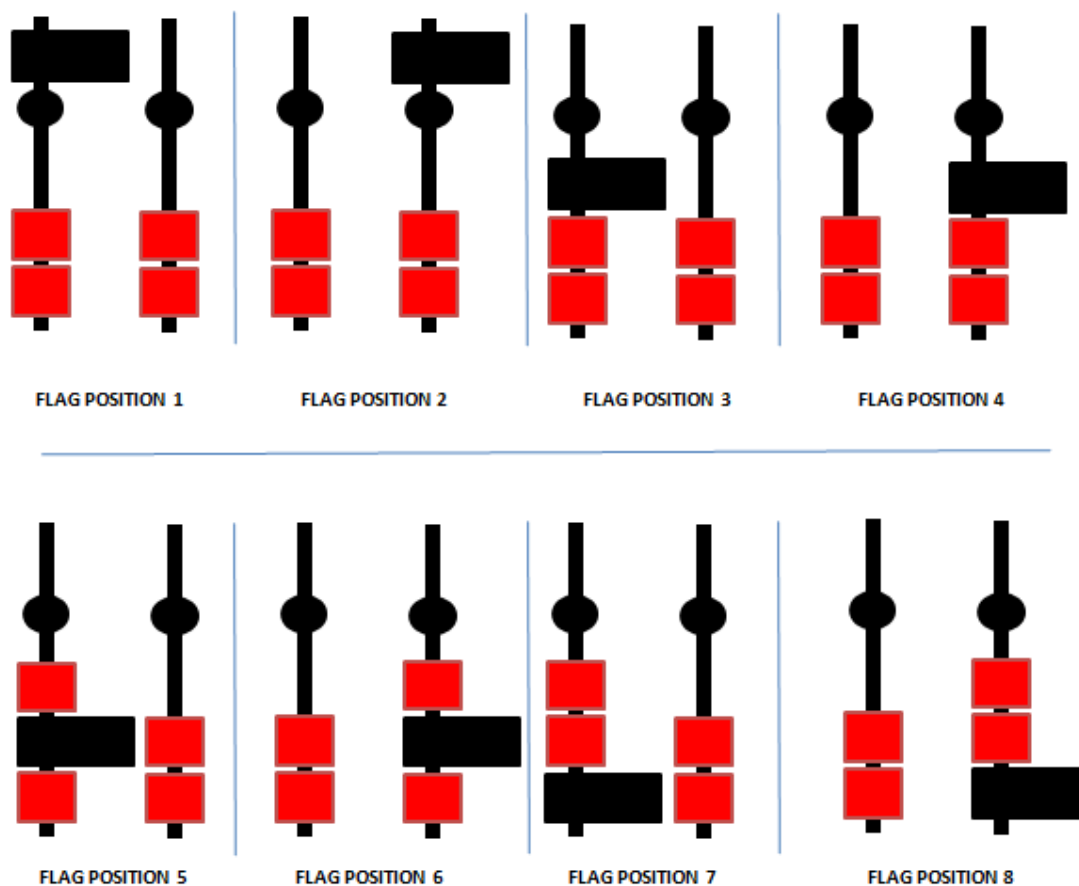 FLAG POSITION 1
FLAG POSITION 2
FLAG POSITION 3
FLAG POSITION 4
FLAG POSITION 5
FLAG POSITION 6
FLAG POSITION 7
FLAG POSITION 8